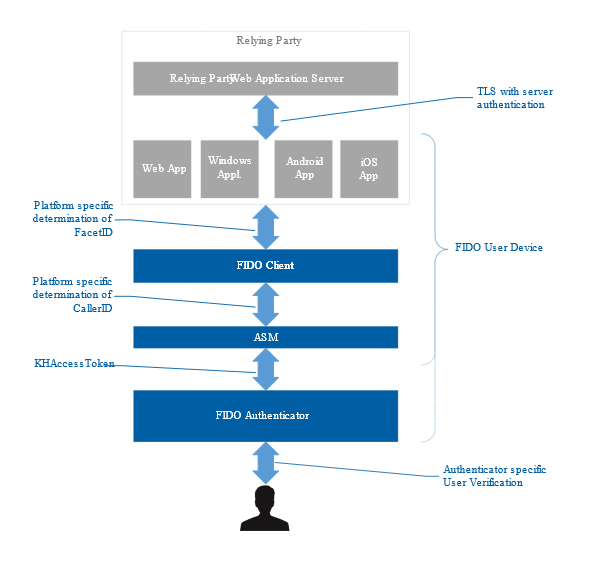 Relying Party
Relying Party Web Application Server
TLS with server
authentication
Web App
Windows
Appl.
Android
App
iOS
App
Platform specific
determination of
FacetID
FIDO User Device
FIDO Client
Platform specific
determination of
CallerID
ASM
KHAccessToken
FIDO Authenticator
Authenticator specific
User Verification